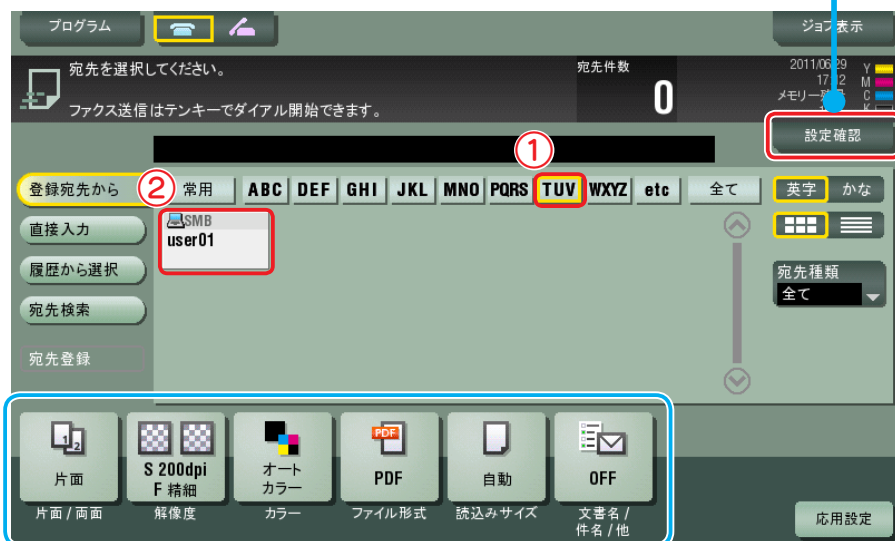 プログラム
ジョブ表示
宛先を選択してください。
宛先件数
0
2011/06/29
Y
M
C
K
ファクス送信はテンキーでダイアル開始できます。
設定確認
①
登録宛先から
②
常用
ABC
DEF
GHI
JKL
MNO
PQRS
TUV
WXYZ
etc
全て
英字
かな
直接入力
SMB
user01
履歴から選択
宛先種類
全て
宛先検索
宛先登録
片面
S 200dpi
F 精細
オート
カラー
PDF
PDF
自動
OFF
片面 / 両面
解像度
カラー
ファイル形式
読込みサイズ
文書名 /
件名 / 他
応用設定